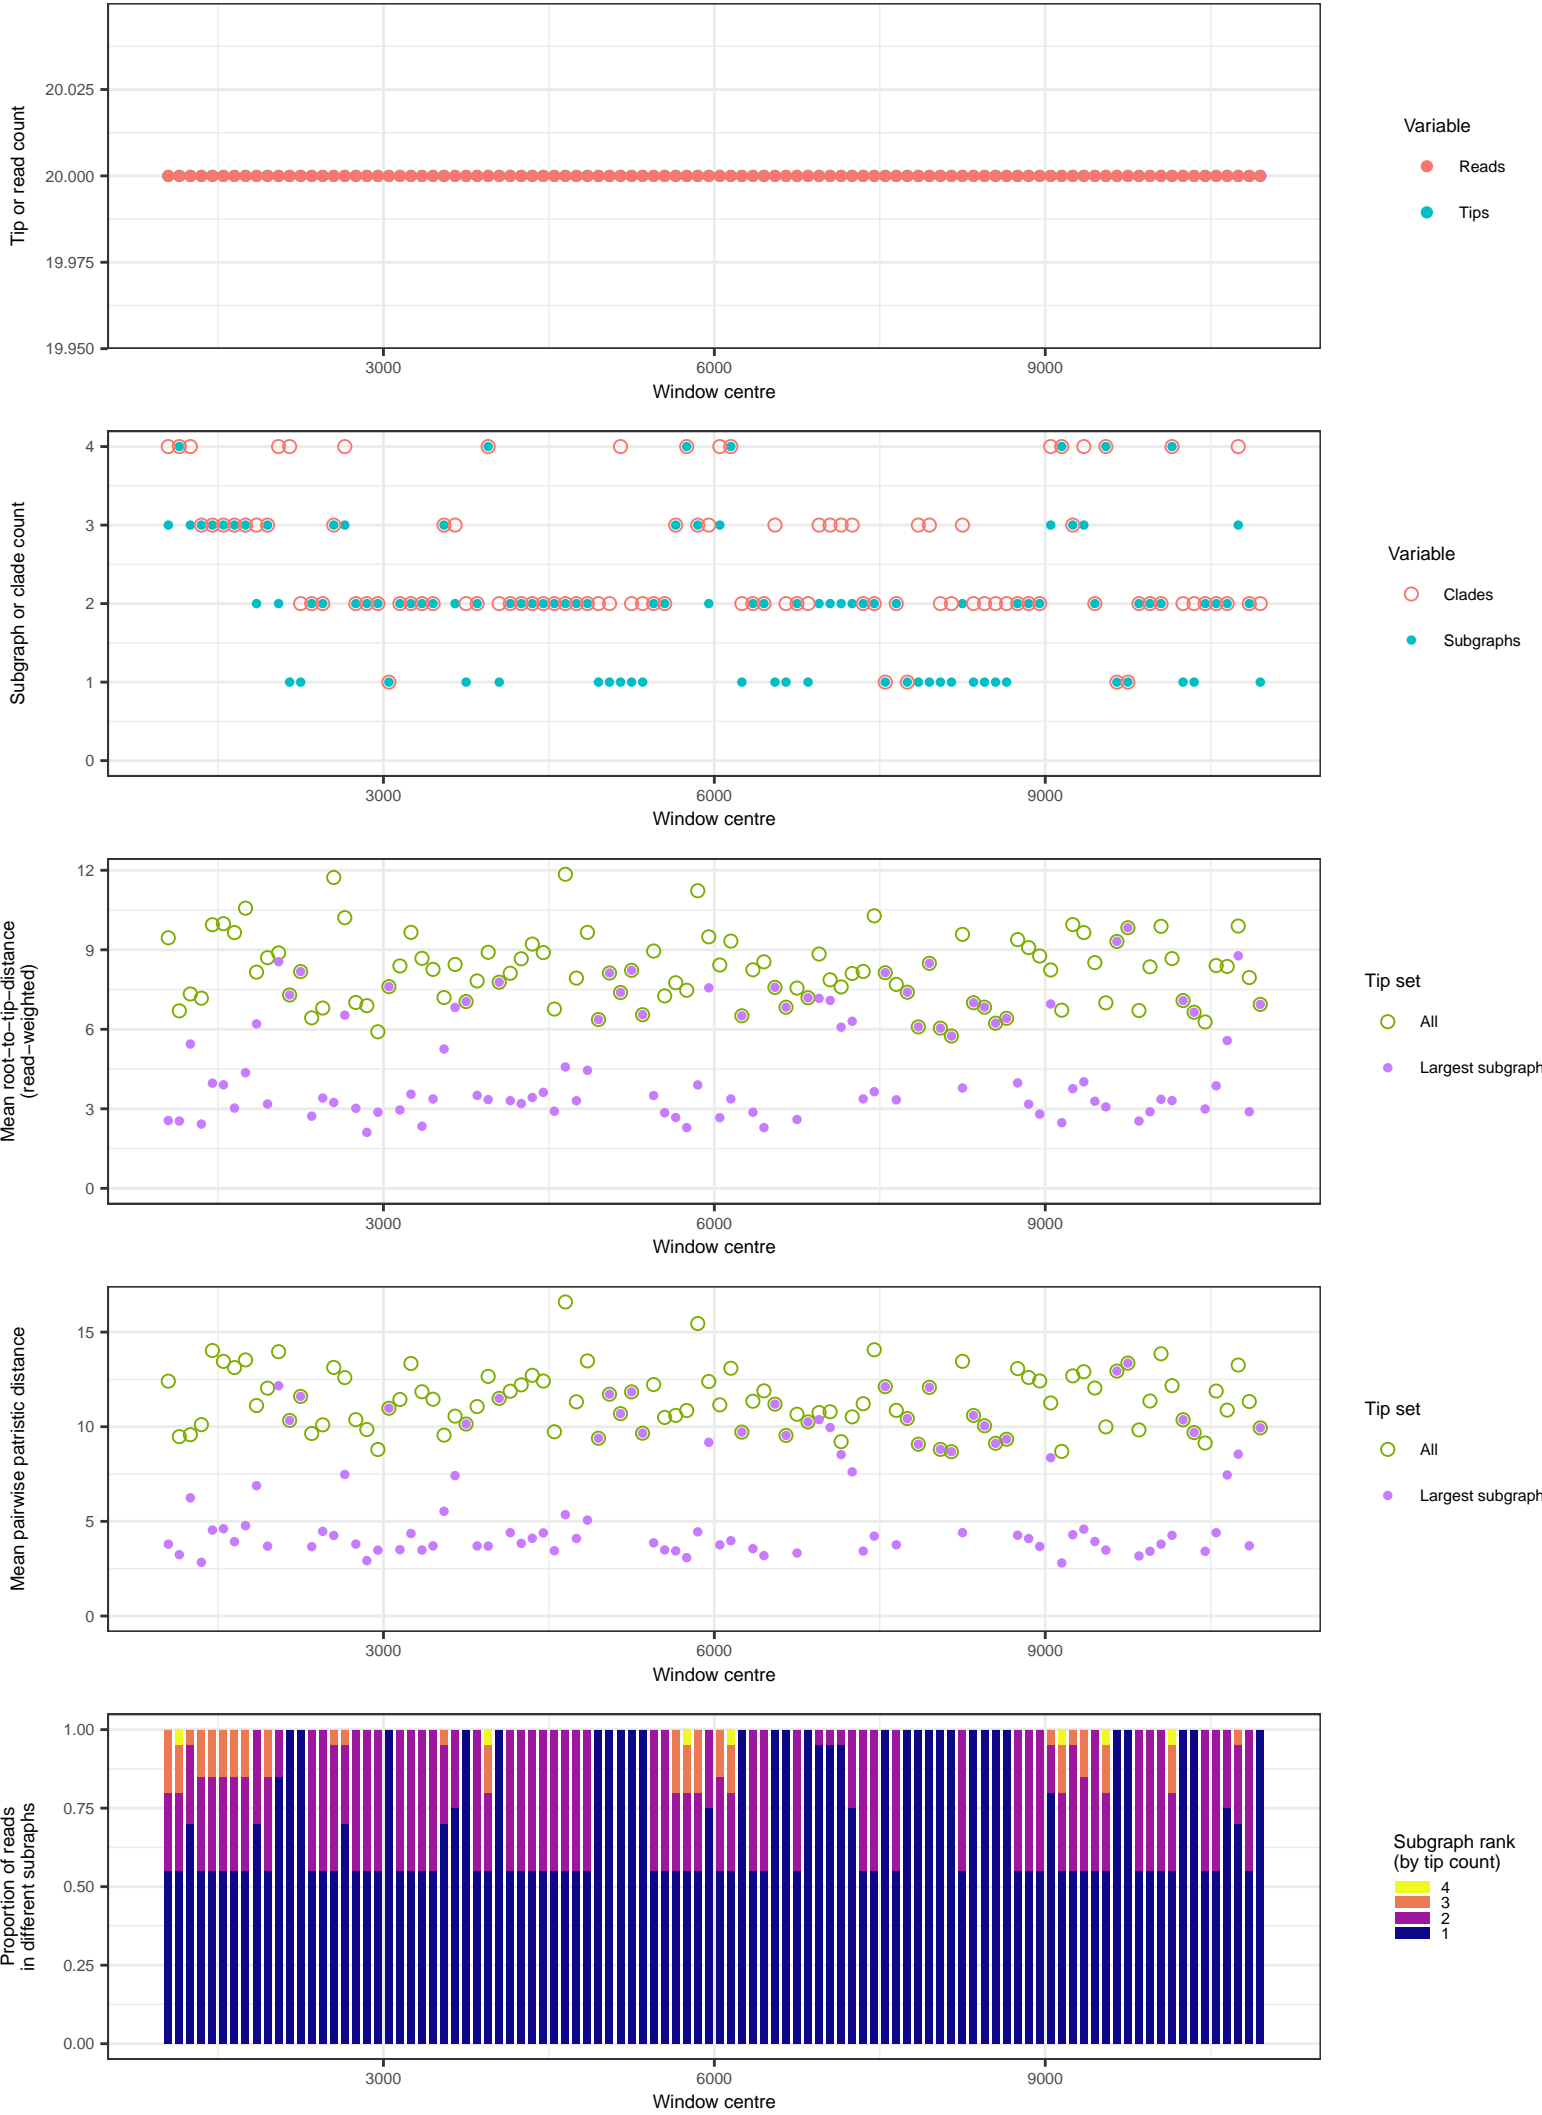 Tip or read count
20.025
20.000
19.975
19.950
3000
6000
9000
Window centre
Variable
Reads
Tips
Subgraph or clade count
4
3
2
1
0
3000
6000
9000
Window centre
Variable
Clades
Subgraphs
Mean root−to−tip−distance
(read−weighted)
12
9
6
3
0
3000
6000
9000
Window centre
Tip set
All
Largest subgraph
Mean pairwise patristic distance
15
10
5
0
3000
6000
9000
Window centre
Tip set
All
Largest subgraph
Proportion of reads
in different subraphs
1.00
0.75
0.50
0.25
0.00
3000
6000
9000
Window centre
Subgraph rank
(by tip count)
4
3
2
1